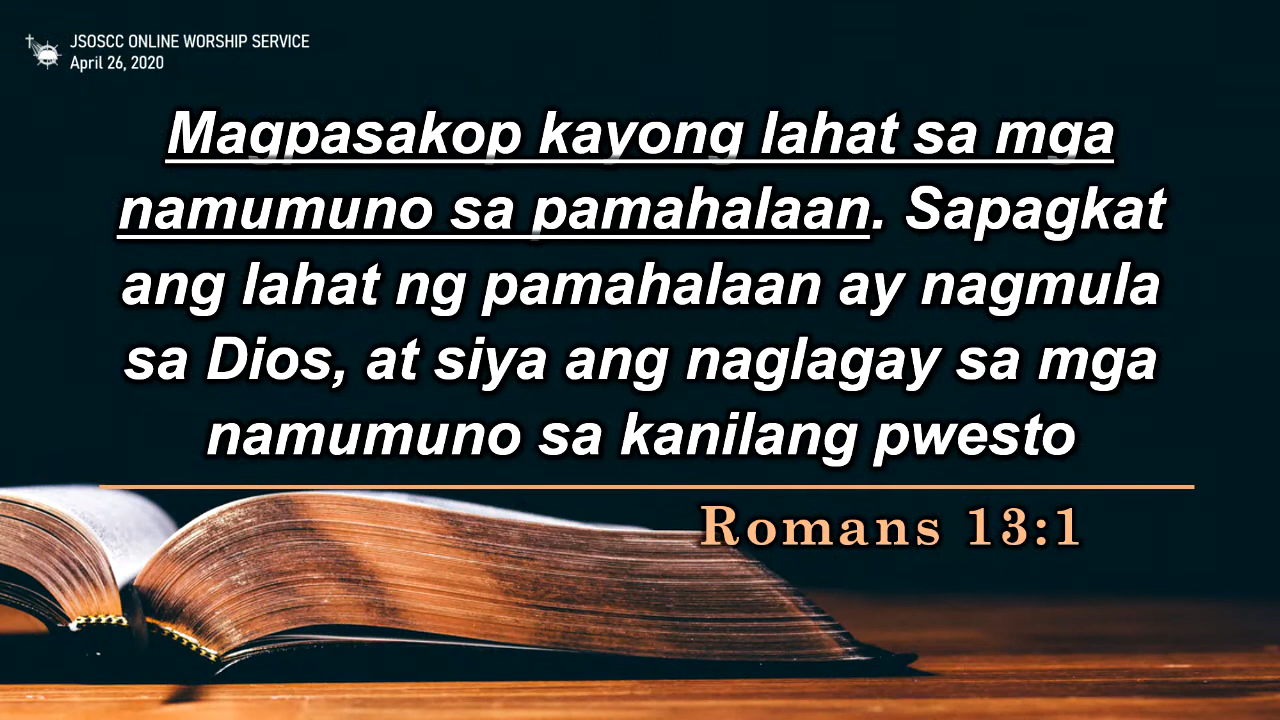 JSOSCC ONLINE WORSHIP SERVICE
April 26, 2020
Magpasakop kayong lahat sa mga
namumuno sa pamahalaan. Sapagkat
ang lahat ng pamahalaan ay nagmula
sa Dios, at siya ang naglagay sa mga
namumuno sa kanilang pwesto
Romans 13:1